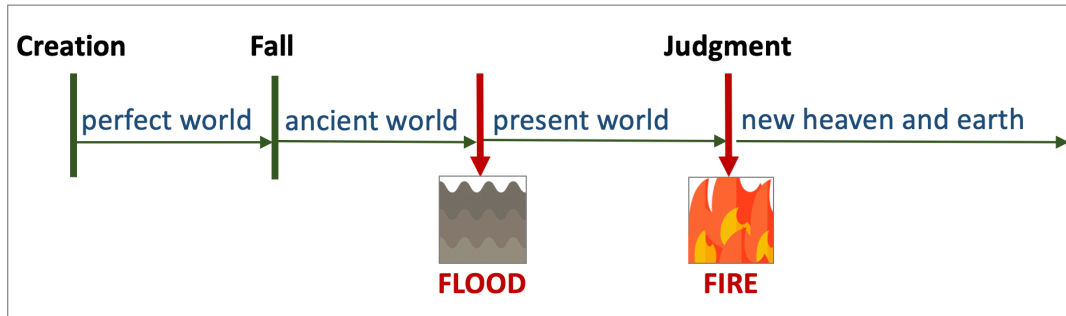 Creation Fall Judgment
perfect world ancient world present world new heaven and earth
FLOOD FIRE